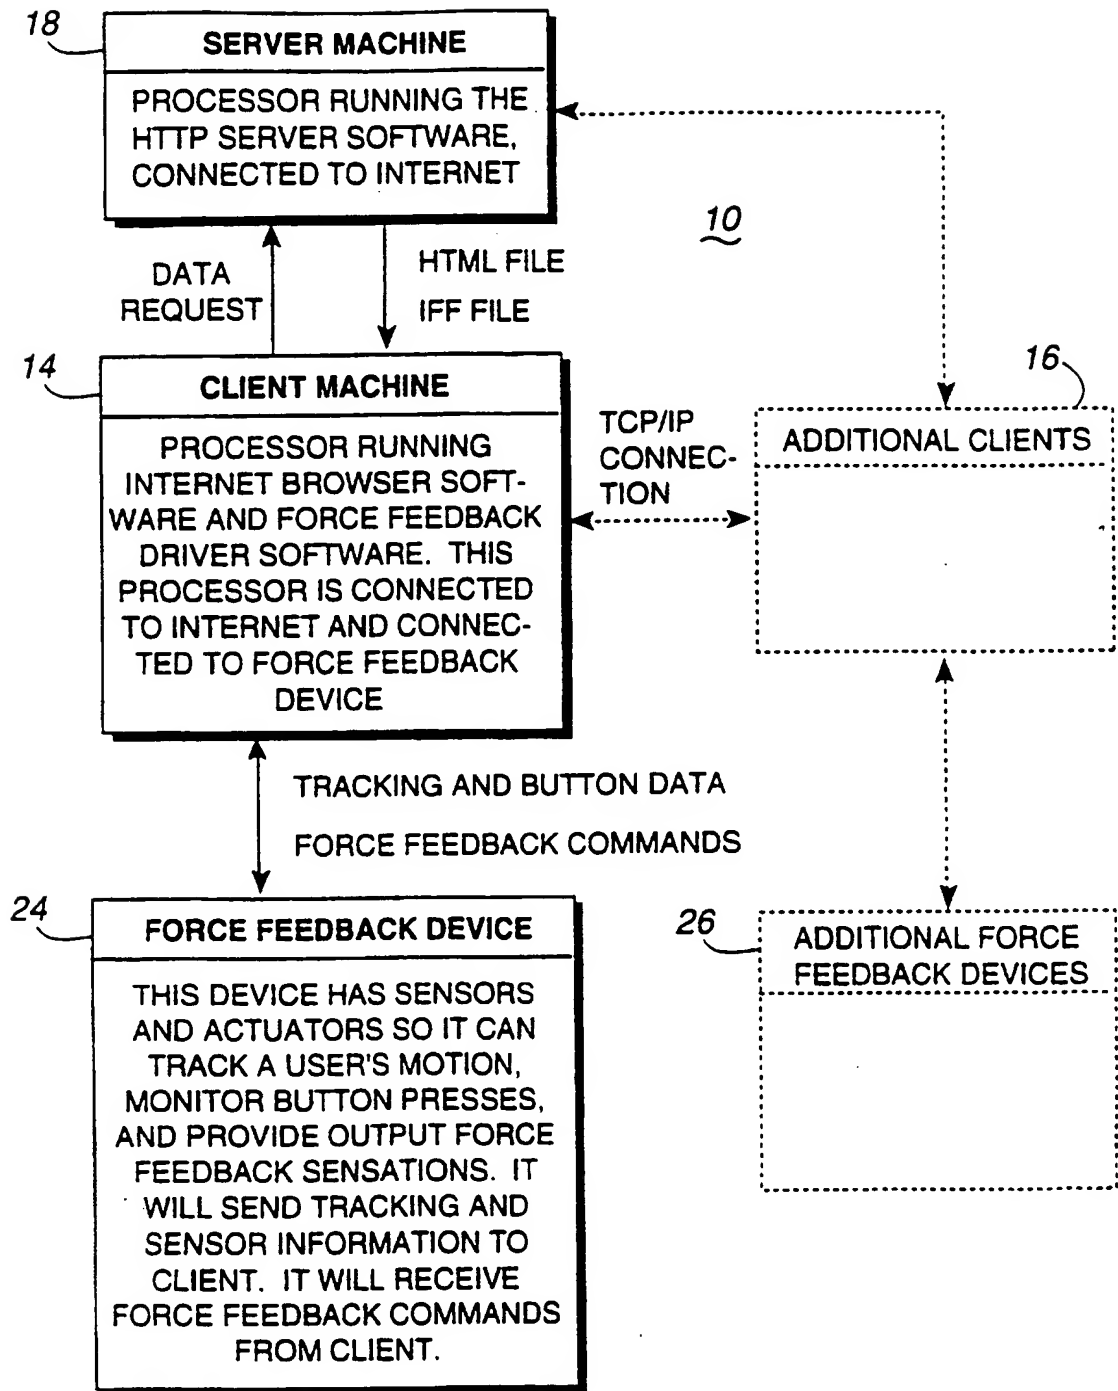 18
SERVER MACHINE
PROCESSOR RUNNING THE
HTTP SERVER SOFTWARE,
CONNECTED TO INTERNET
10
DATA
REQUEST
HTML FILE
IFF FILE
14
CLIENT MACHINE
PROCESSOR RUNNING
INTERNET BROWSER SOFT-
WARE AND FORCE FEEDBACK
DRIVER SOFTWARE. THIS
PROCESSOR IS CONNECTED
TO INTERNET AND CONNEC-
TED TO FORCE FEEDBACK
DEVICE
TCP/IP
CONNEC-
TION
16
ADDITIONAL CLIENTS
TRACKING AND BUTTON DATA
FORCE FEEDBACK COMMANDS
24
FORCE FEEDBACK DEVICE
THIS DEVICE HAS SENSORS
AND ACTUATORS SO IT CAN
TRACK A USER'S MOTION,
MONITOR BUTTON PRESSES,
AND PROVIDE OUTPUT FORCE
FEEDBACK SENSATIONS. IT
WILL SEND TRACKING AND
SENSOR INFORMATION TO
CLIENT. IT WILL RECEIVE
FORCE FEEDBACK COMMANDS
FROM CLIENT.
26
ADDITIONAL FORCE
FEEDBACK DEVICES